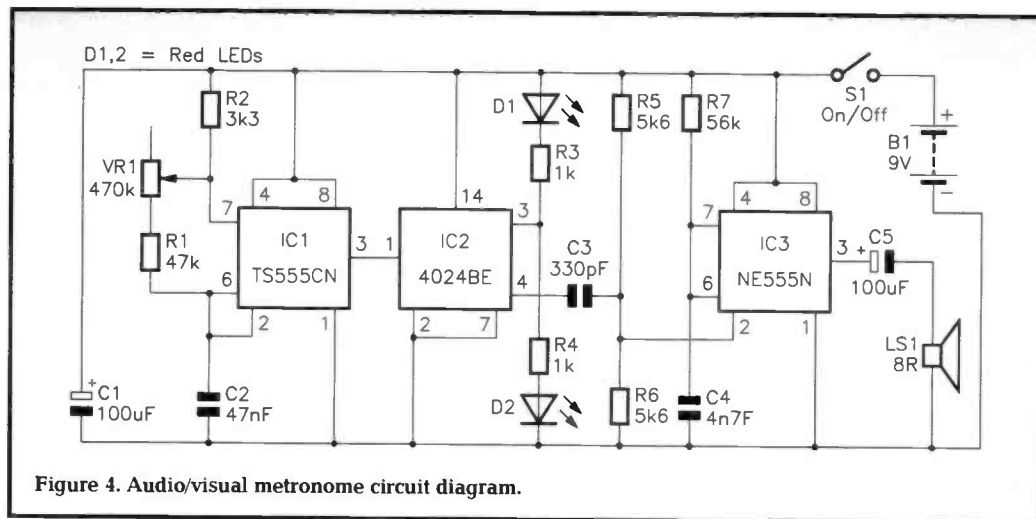 D1,2 = Red LEDs
R2
3k3
VR1
470k
R1
47k
C1
+
100uF
C2
47nF
7
4
8
6
2
1
3
IC1
TS555CN
1
14
3
4
2
7
IC2
4024BE
D1
R3
1k
C3
330pF
R4
1k
D2
R5
5k6
R6
5k6
R7
56k
C4
4n7F
7
4
8
6
2
1
3
IC3
NE555N
S1
On/Off
+
B1
9V
-
C5
+
100uF
LS1
8R
Figure 4. Audio/visual metronome circuit diagram.